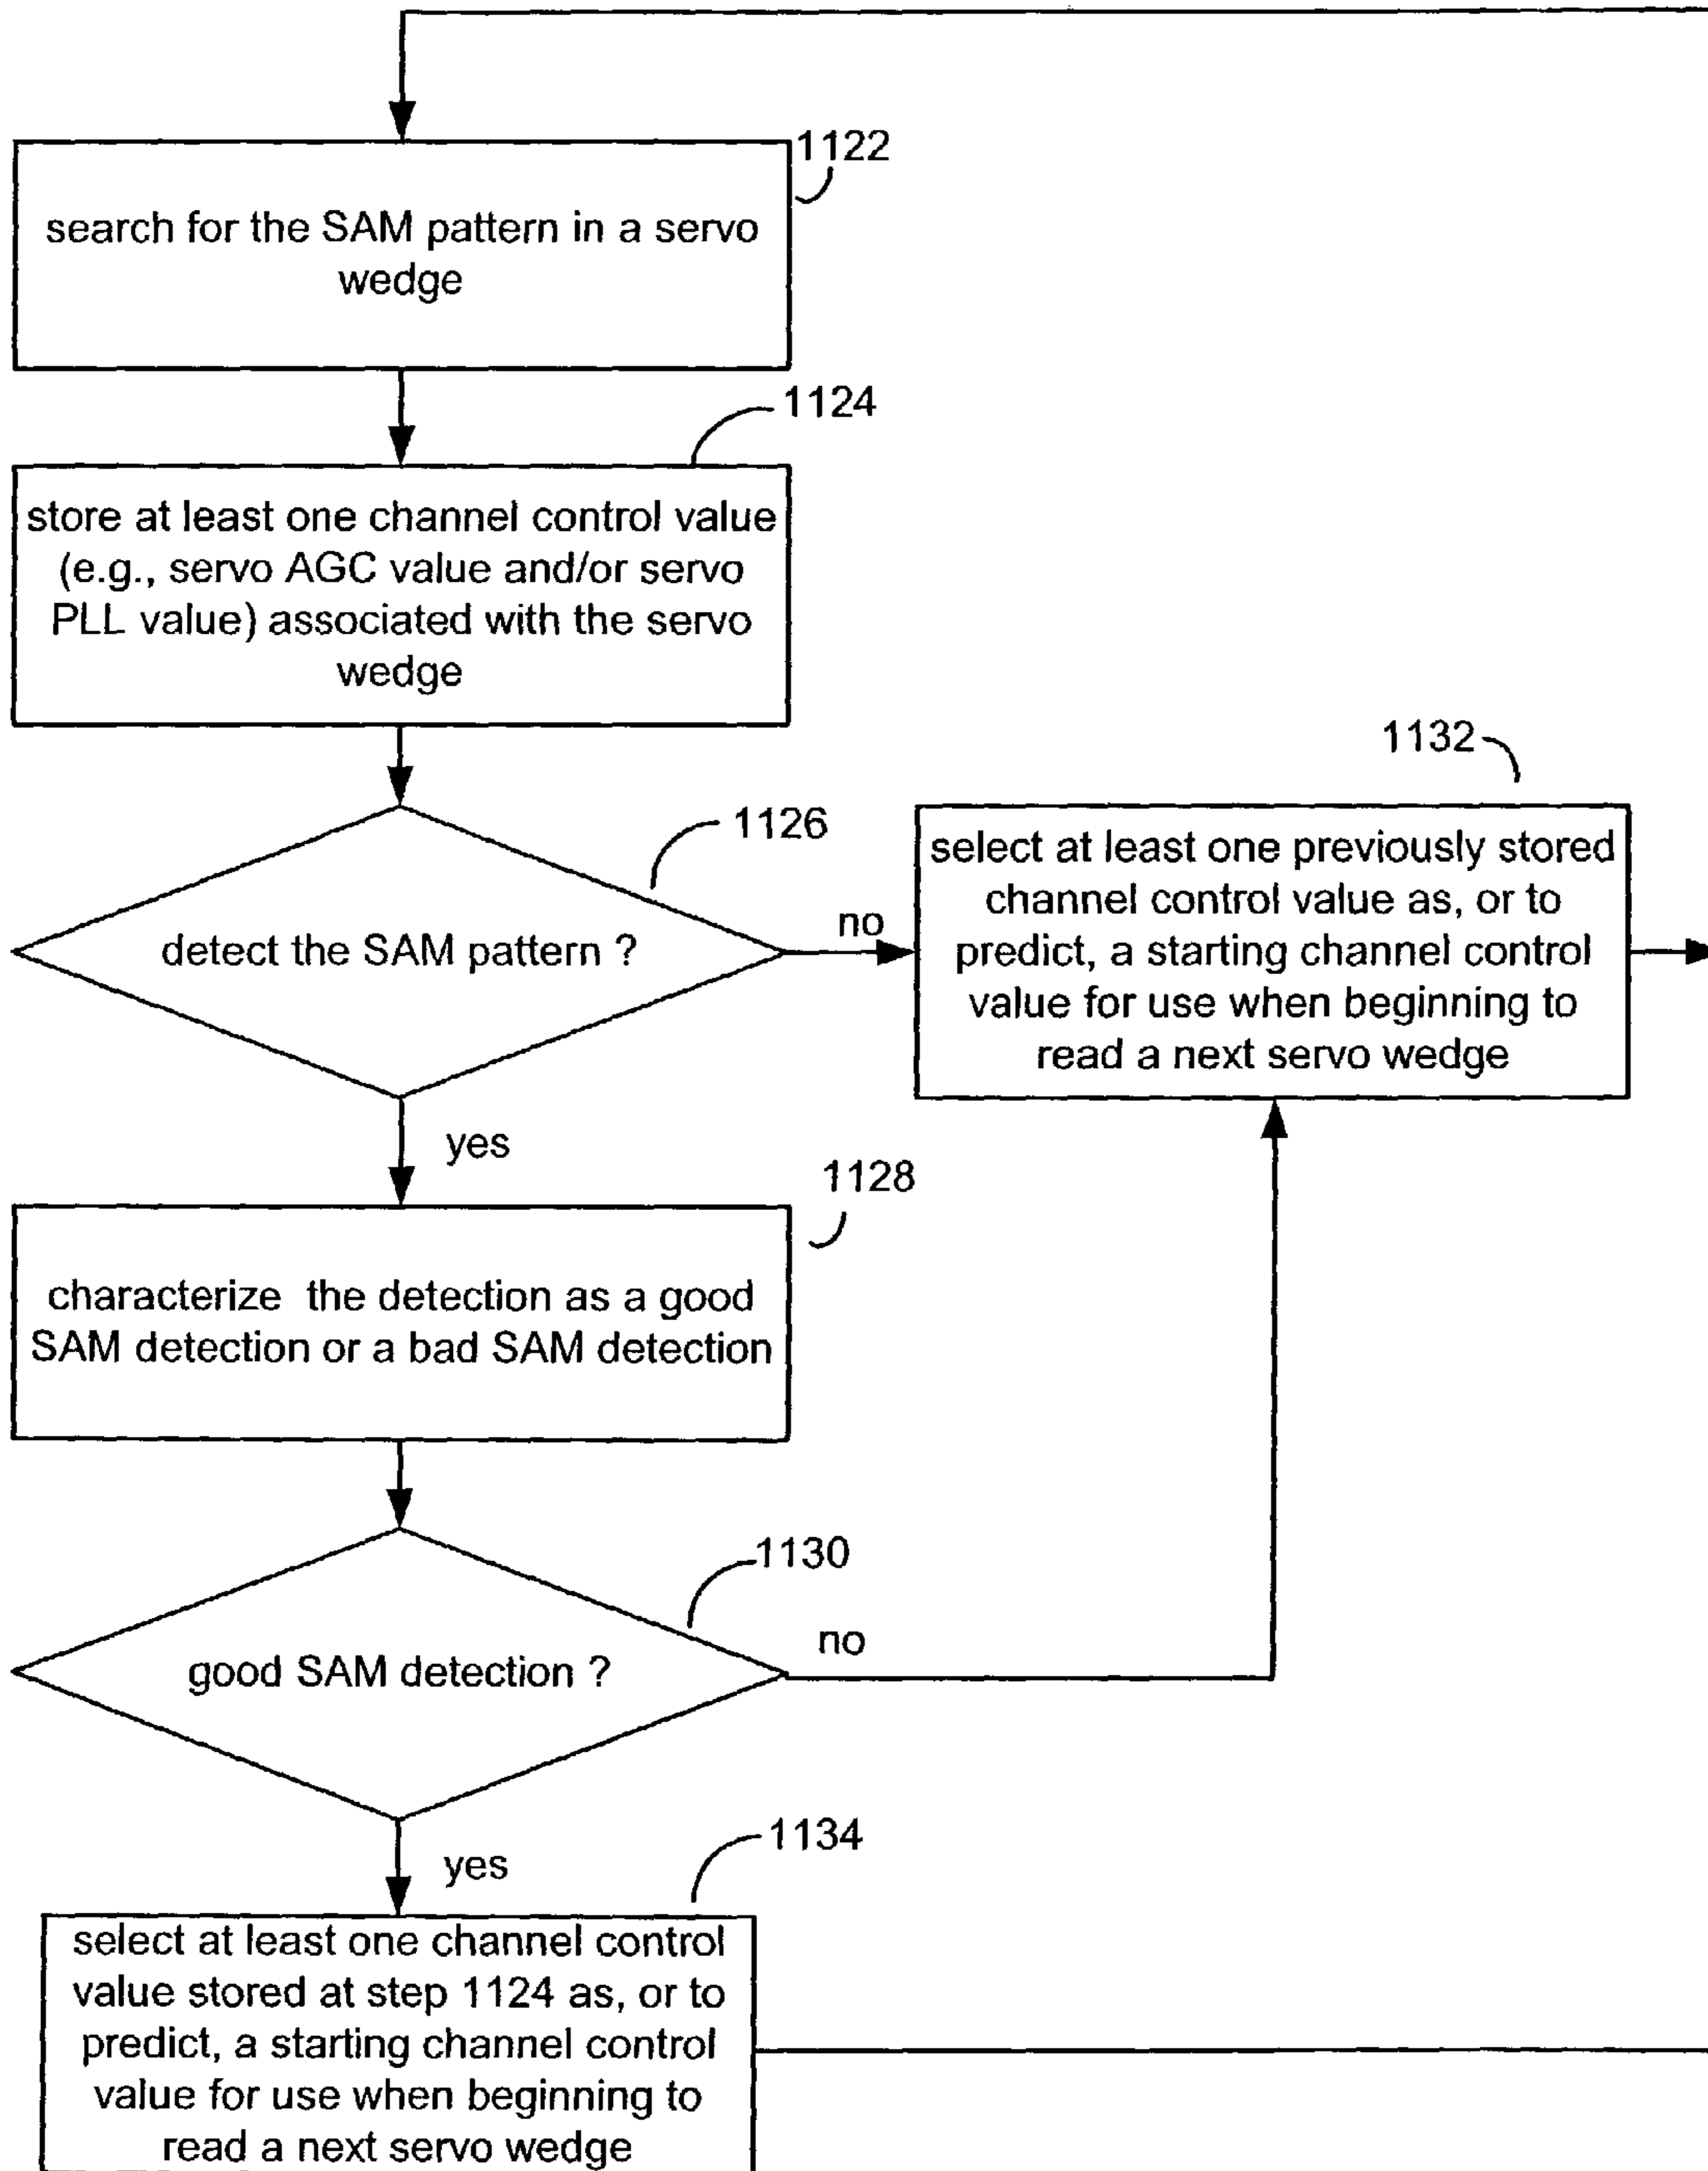 1122
search for the SAM pattern in a servo
wedge
1124
store at least one channel control value
(e.g., servo AGC value and/or servo
PLL value) associated with the servo
wedge
1126
detect the SAM pattern ?
no
yes
1132
select at least one previously stored
channel control value as, or to
predict, a starting channel control
value for use when beginning to
read a next servo wedge
1128
characterize the detection as a good
SAM detection or a bad SAM detection
1130
good SAM detection ?
no
yes
1134
select at least one channel control
value stored at step 1124 as, or to
predict, a starting channel control
value for use when beginning to
read a next servo wedge